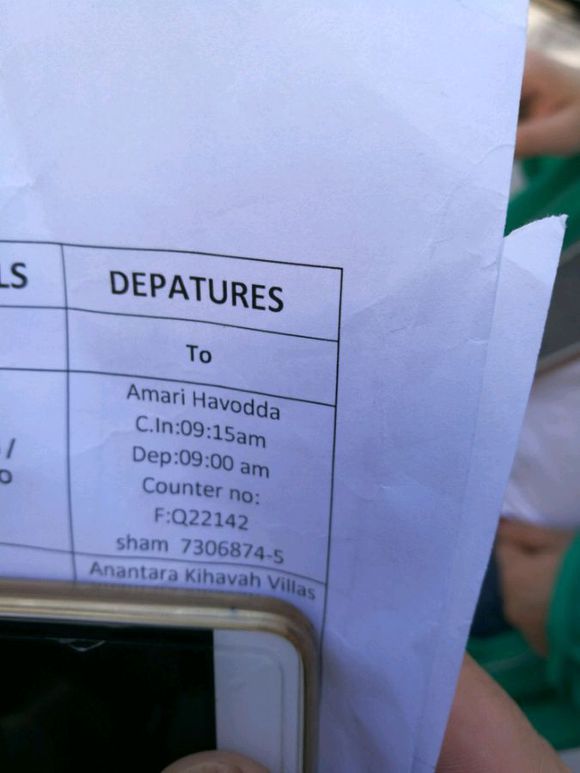 LS
DEPATURES
To
Amari Havodda
C.In:09:15am
Dep:09:00 am
Counter no:
F:Q22142
sham 7306874-5
Anantara Kihavah Villas
/
o